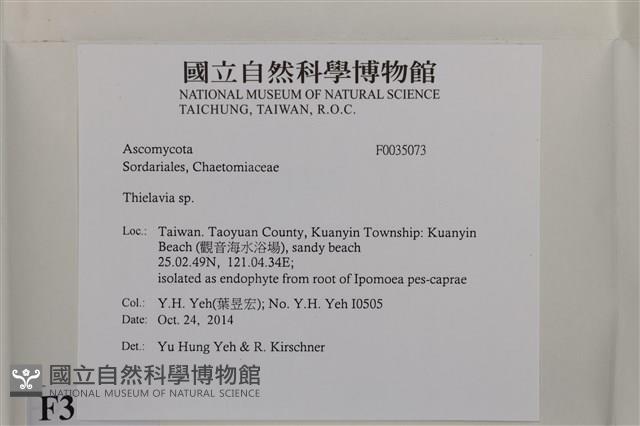 國立自然科學博物館
NATIONAL MUSEUM OF NATURAL SCIENCE
TAICHUNG, TAIWAN, R.O.C.
Ascomycota F0035073
Sordariales, Chaetomiaceae
Thielavia sp.
Loc.: Taiwan. Taoyuan County, Kuanyin Township: Kuanyin
Beach (觀音海水浴場), sandy beach
25.02.49N, 121.04.34E;
isolated as endophyte from root of Ipomoea pes-caprae
Col.: Y.H. Yeh(葉昱宏); No. Y.H. Yeh I0505
Date: Oct. 24, 2014
Det.: Yu Hung Yeh & R. Kirschner
國立自然科學博物館
NATIONAL MUSEUM OF NATURAL SCIENCE
F3